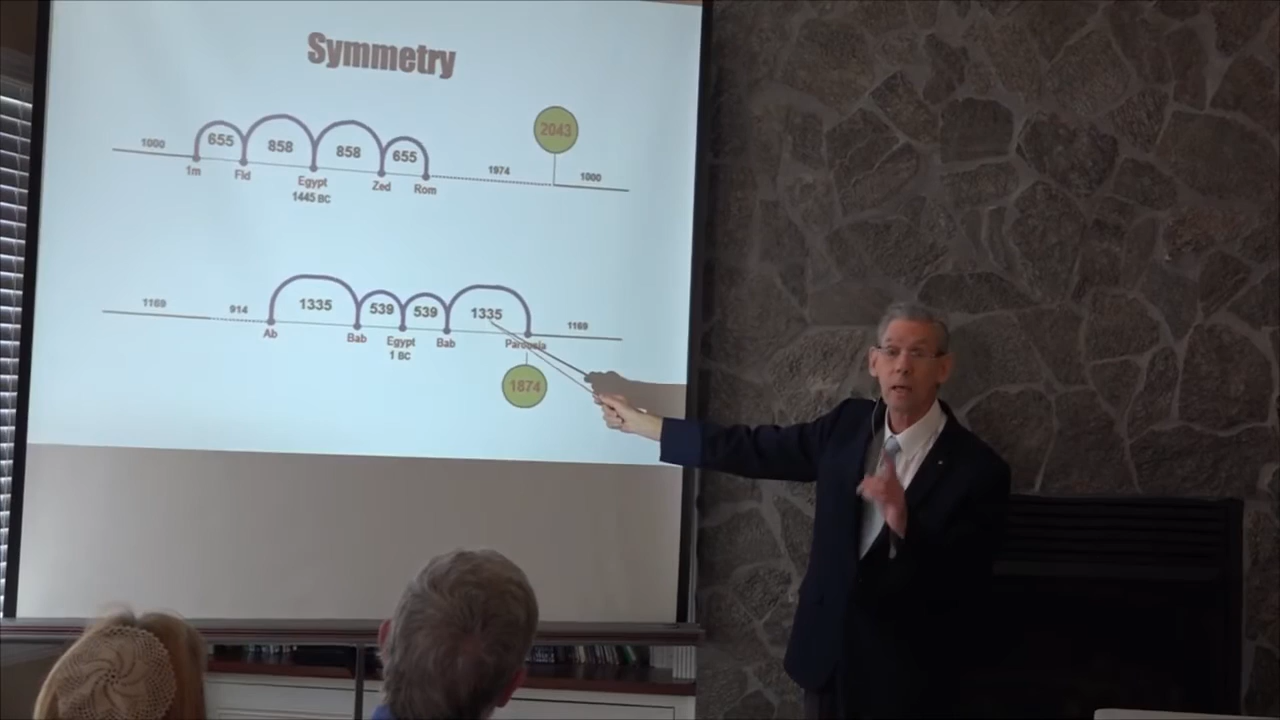 Symmetry
2043
1000 655 858 858 655 1974 1000
1m Fld Egypt Zed Rom
1445 BC
1169 914 1335 539 539 1335 1169
Ab Bab Egypt Bab Parousia
1 BC
1874